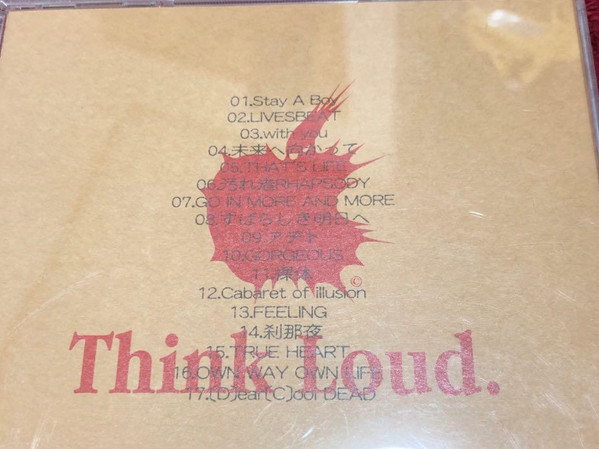 01.Stay A Boy
02.LIVESBEAT
03.with you
04.未来へ向かって
05.THAT'S LIFE
06.汚れ者RHAPSODY
07.GO IN MORE AND MORE
08.すばらしき明日へ
09.アデト
10.GORGEOUS
11.裸体
12.Cabaret of illusion
13.FEELING
14.刹那夜
15.TRUE HEART
16.OWN WAY OWN LIFE
17.[D]ear[C]ool DEAD
©
Think Loud.